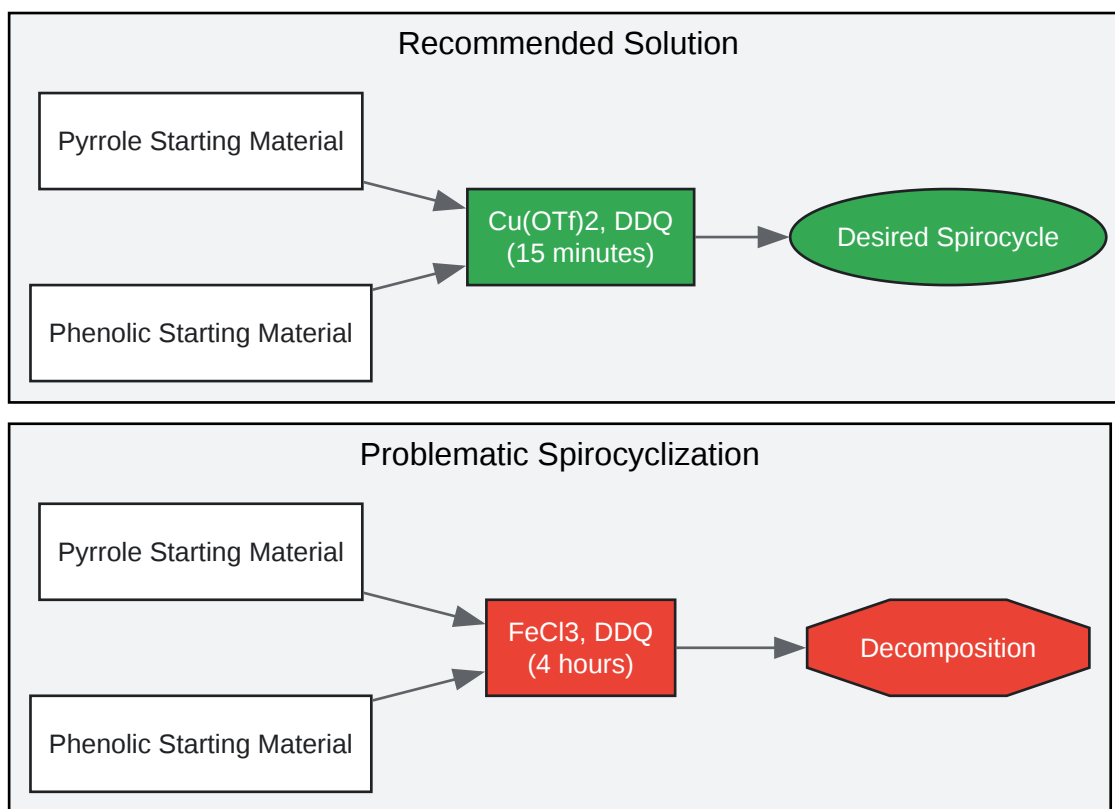 Recommended Solution
Pyrrole Starting Material
Phenolic Starting Material
Cu(OTf)2, DDQ
(15 minutes)
Desired Spirocycle
Problematic Spirocyclization
Pyrrole Starting Material
Phenolic Starting Material
FeCl3, DDQ
(4 hours)
Decomposition